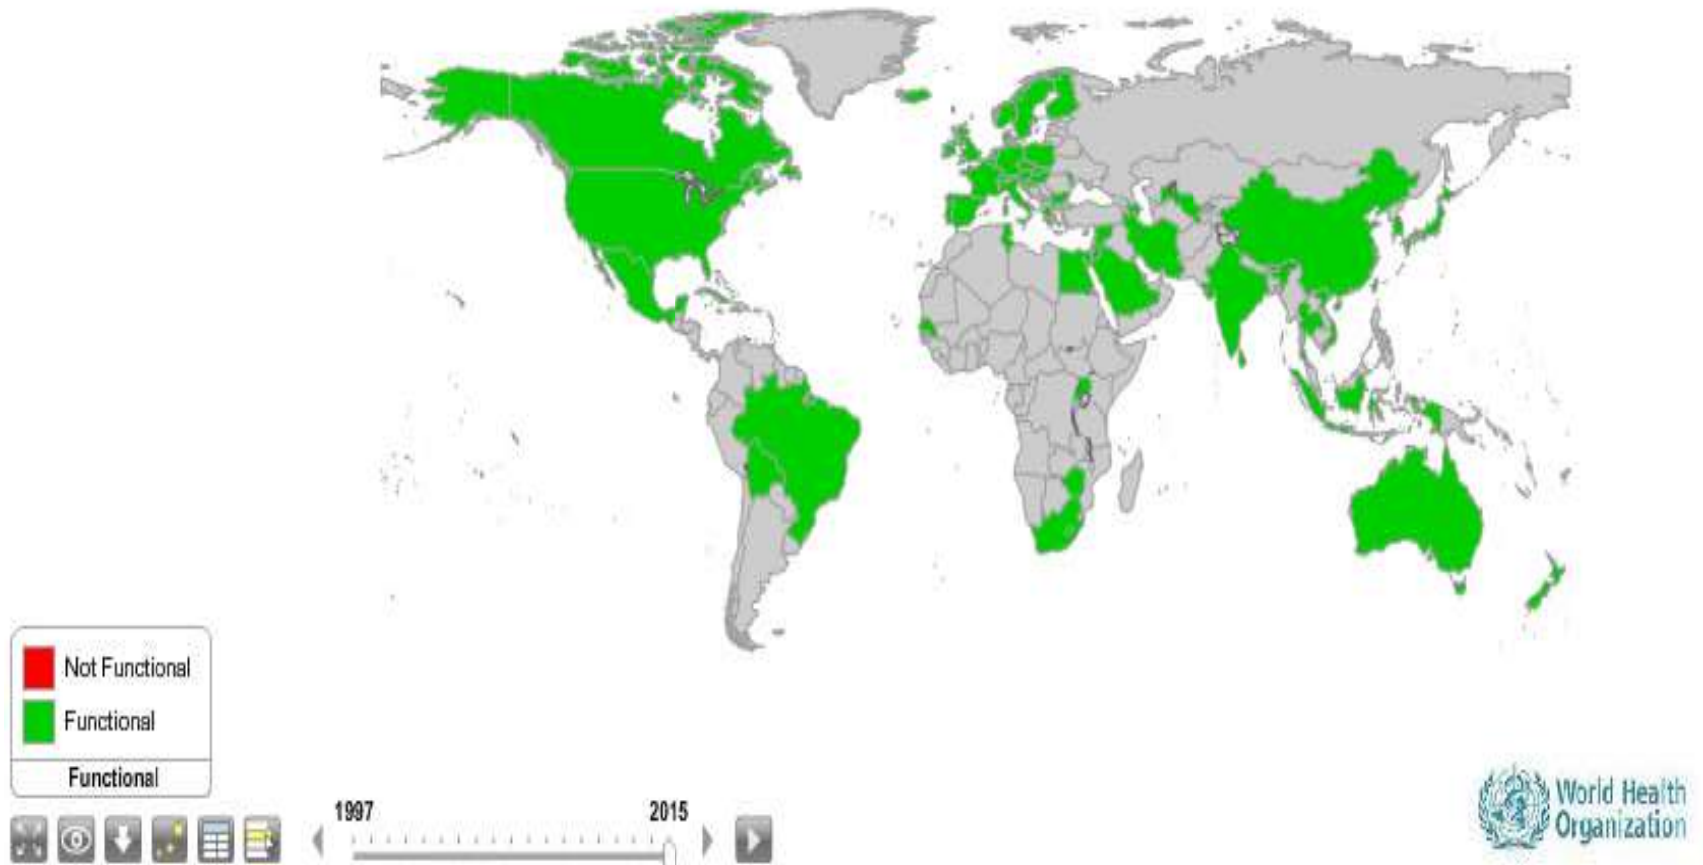 Not Functional
Functional
Functional
1997
2015
World Health
Organization